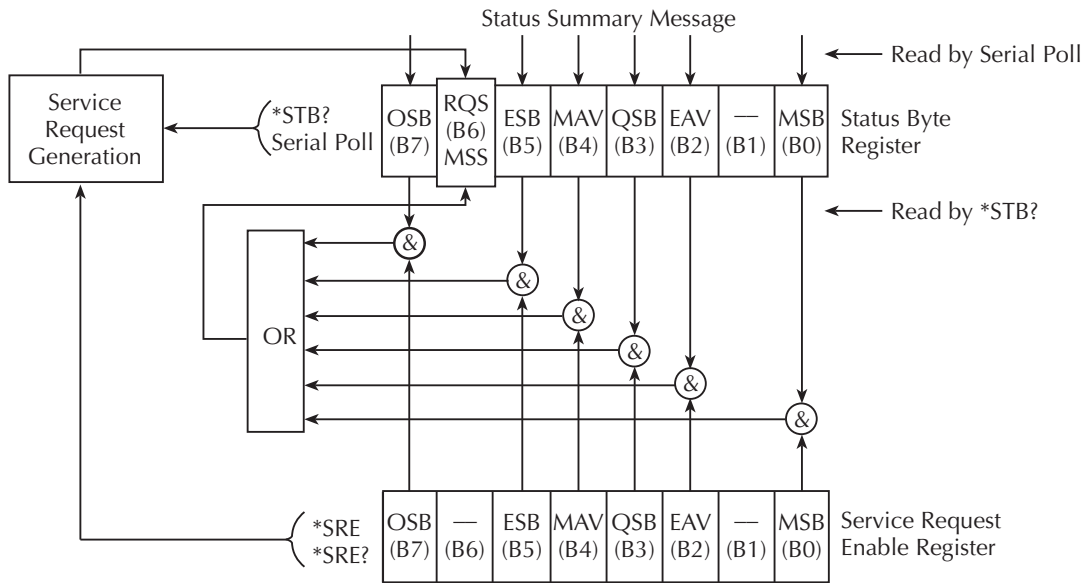 Status Summary Message
Read by Serial Poll
Service
Request
Generation
*STB?
Serial Poll
OSB
(B7)
RQS
(B6)
MSS
ESB
(B5)
MAV
(B4)
QSB
(B3)
EAV
(B2)
—
(B1)
MSB
(B0)
Status Byte
Register
Read by *STB?
&
&
&
&
&
&
OR
*SRE
*SRE?
OSB
(B7)
—
(B6)
ESB
(B5)
MAV
(B4)
QSB
(B3)
EAV
(B2)
—
(B1)
MSB
(B0)
Service Request
Enable Register